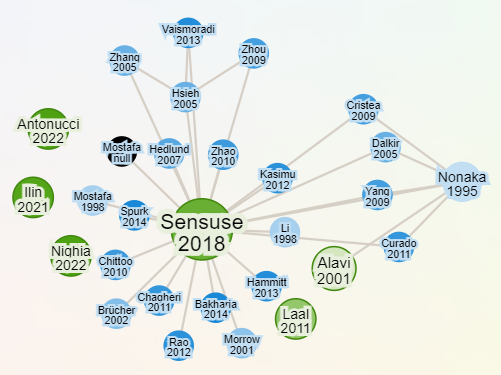 Vaismoradi
2013
Zhang
2005
Zhou
2009
Hsieh
2005
Cristea
2009
Antonucci
2022
Mostafa
null
Hedlund
2007
Zhao
2010
Dalkir
2005
Kasimu
2012
Nonaka
1995
Ilin
2021
Mostafa
1998
Spurk
2014
Yang
2009
Sensuse
2018
Li
1998
Curado
2011
Nighia
2022
Chittoo
2010
Alavi
2001
Hammitt
2013
Chagheri
2011
Bakharia
2014
Brücher
2002
Laal
2011
Rao
2012
Morrow
2001